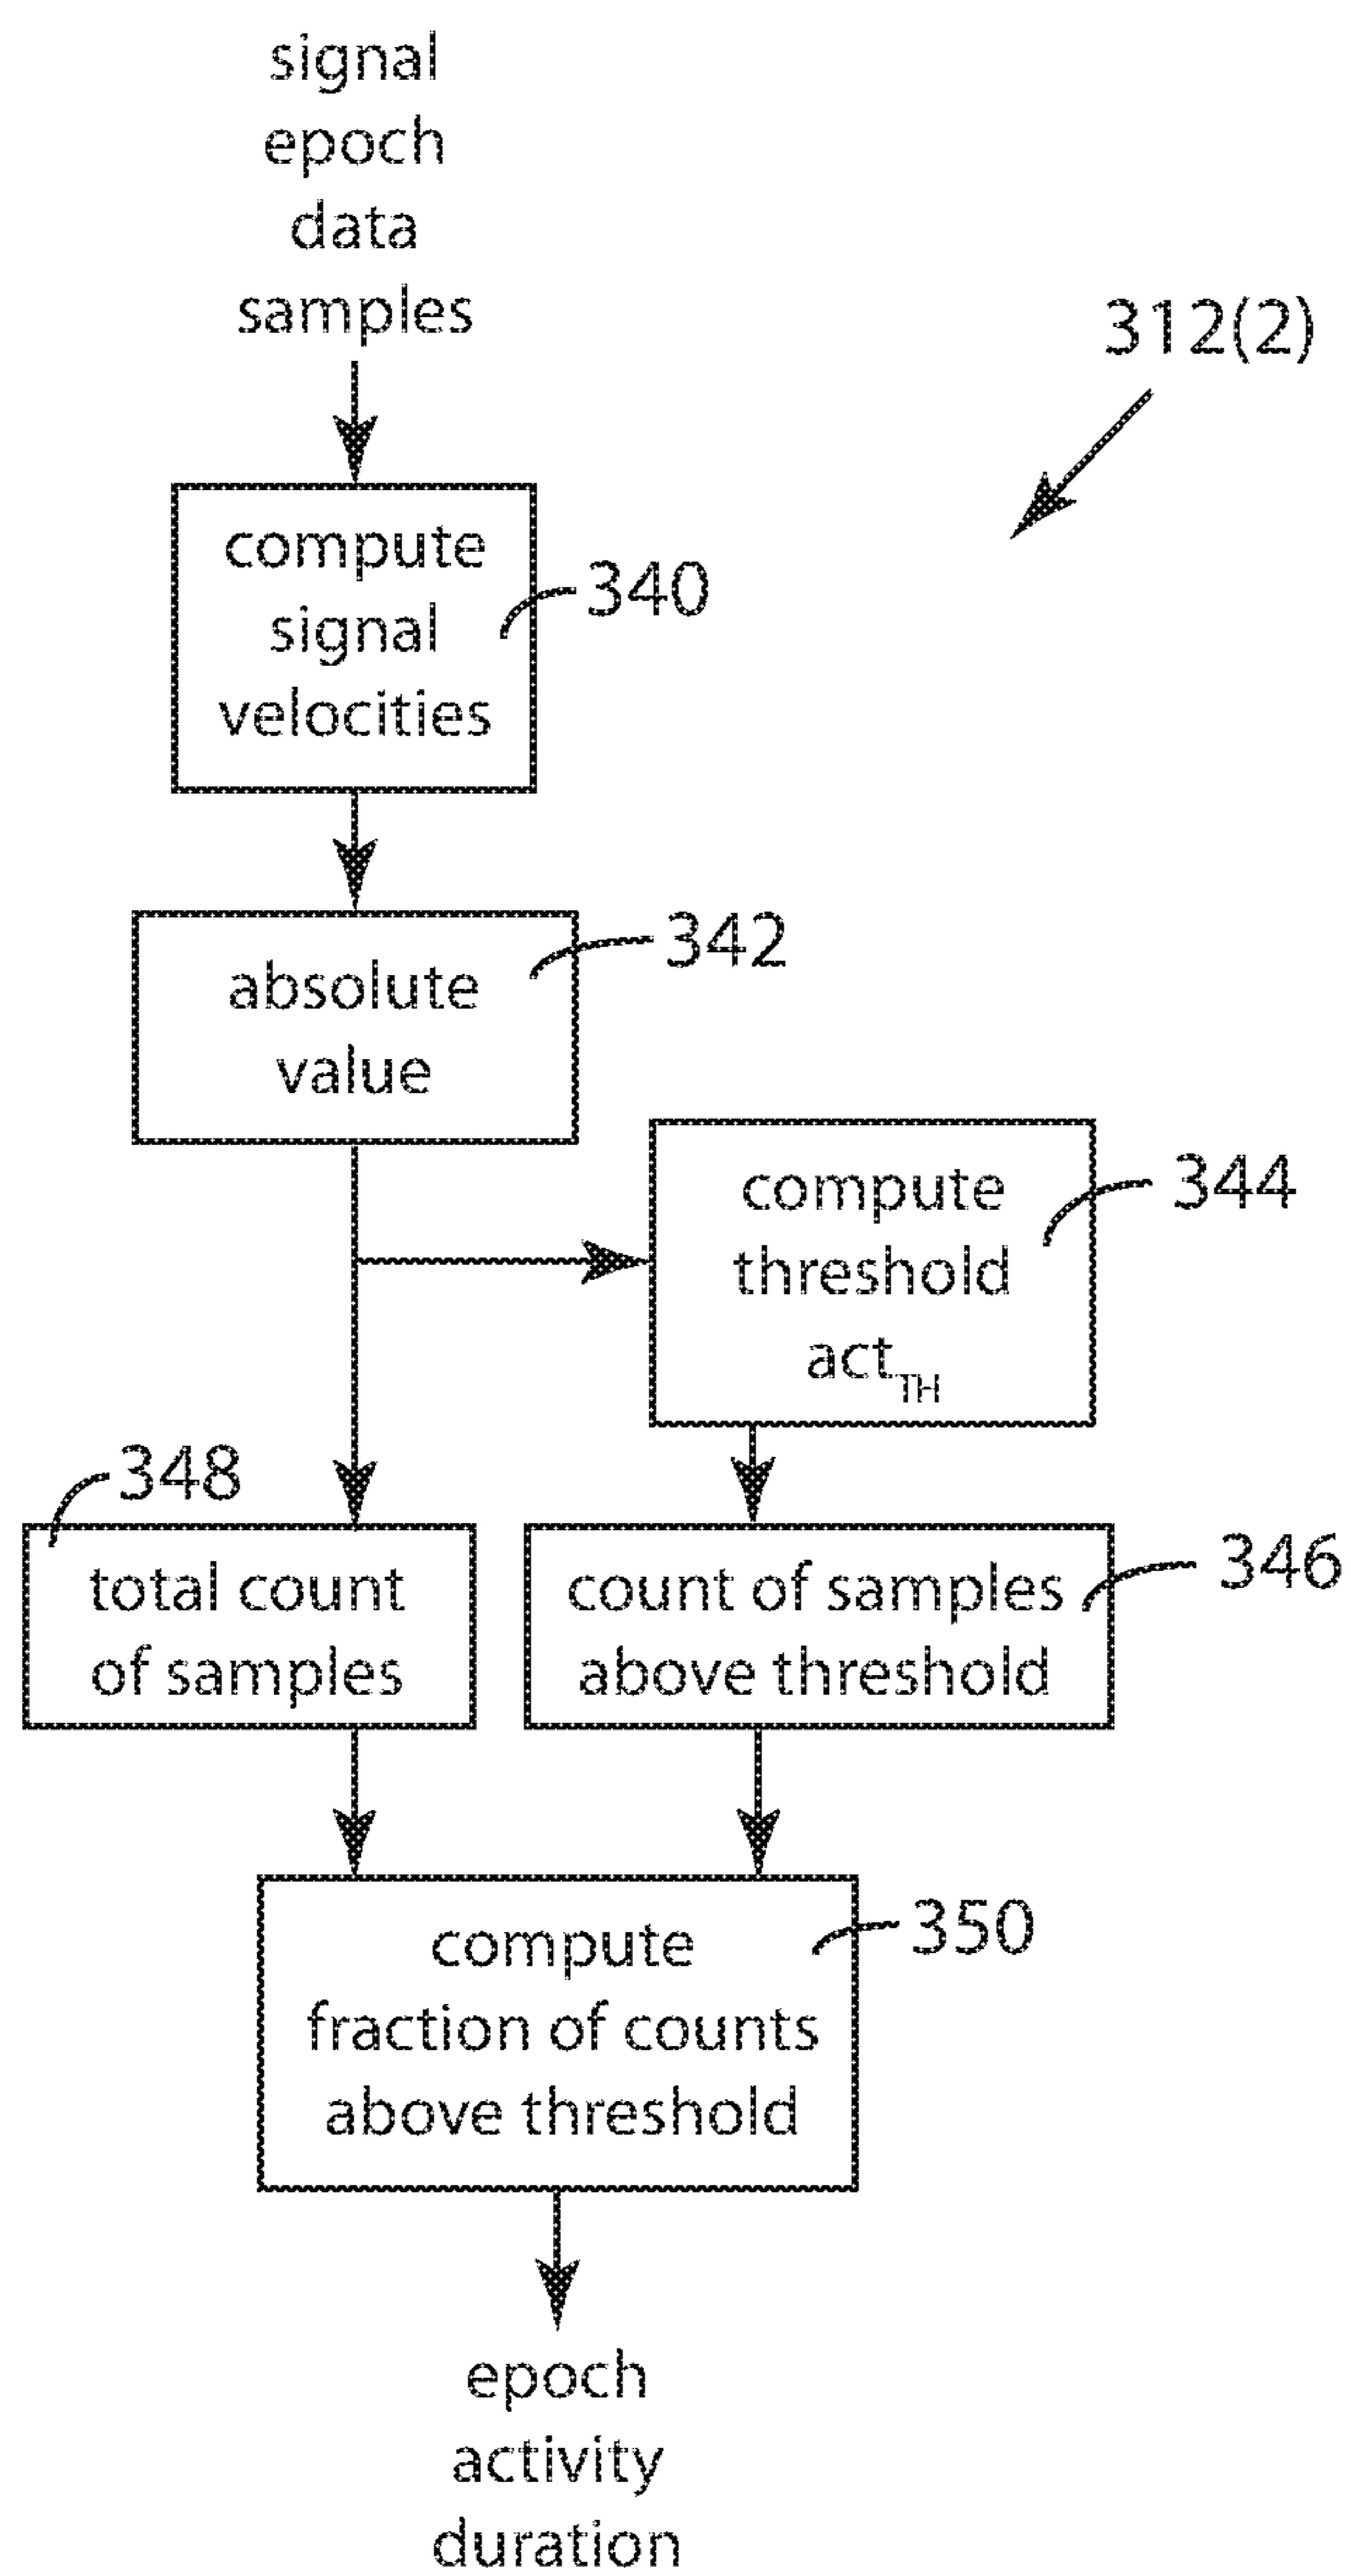 signal
epoch
data
samples
312(2)
compute
signal
velocities
340
absolute
value
342
compute
threshold
act_TH
344
348
total count
of samples
count of samples
above threshold
346
compute
fraction of counts
above threshold
350
epoch
activity
duration